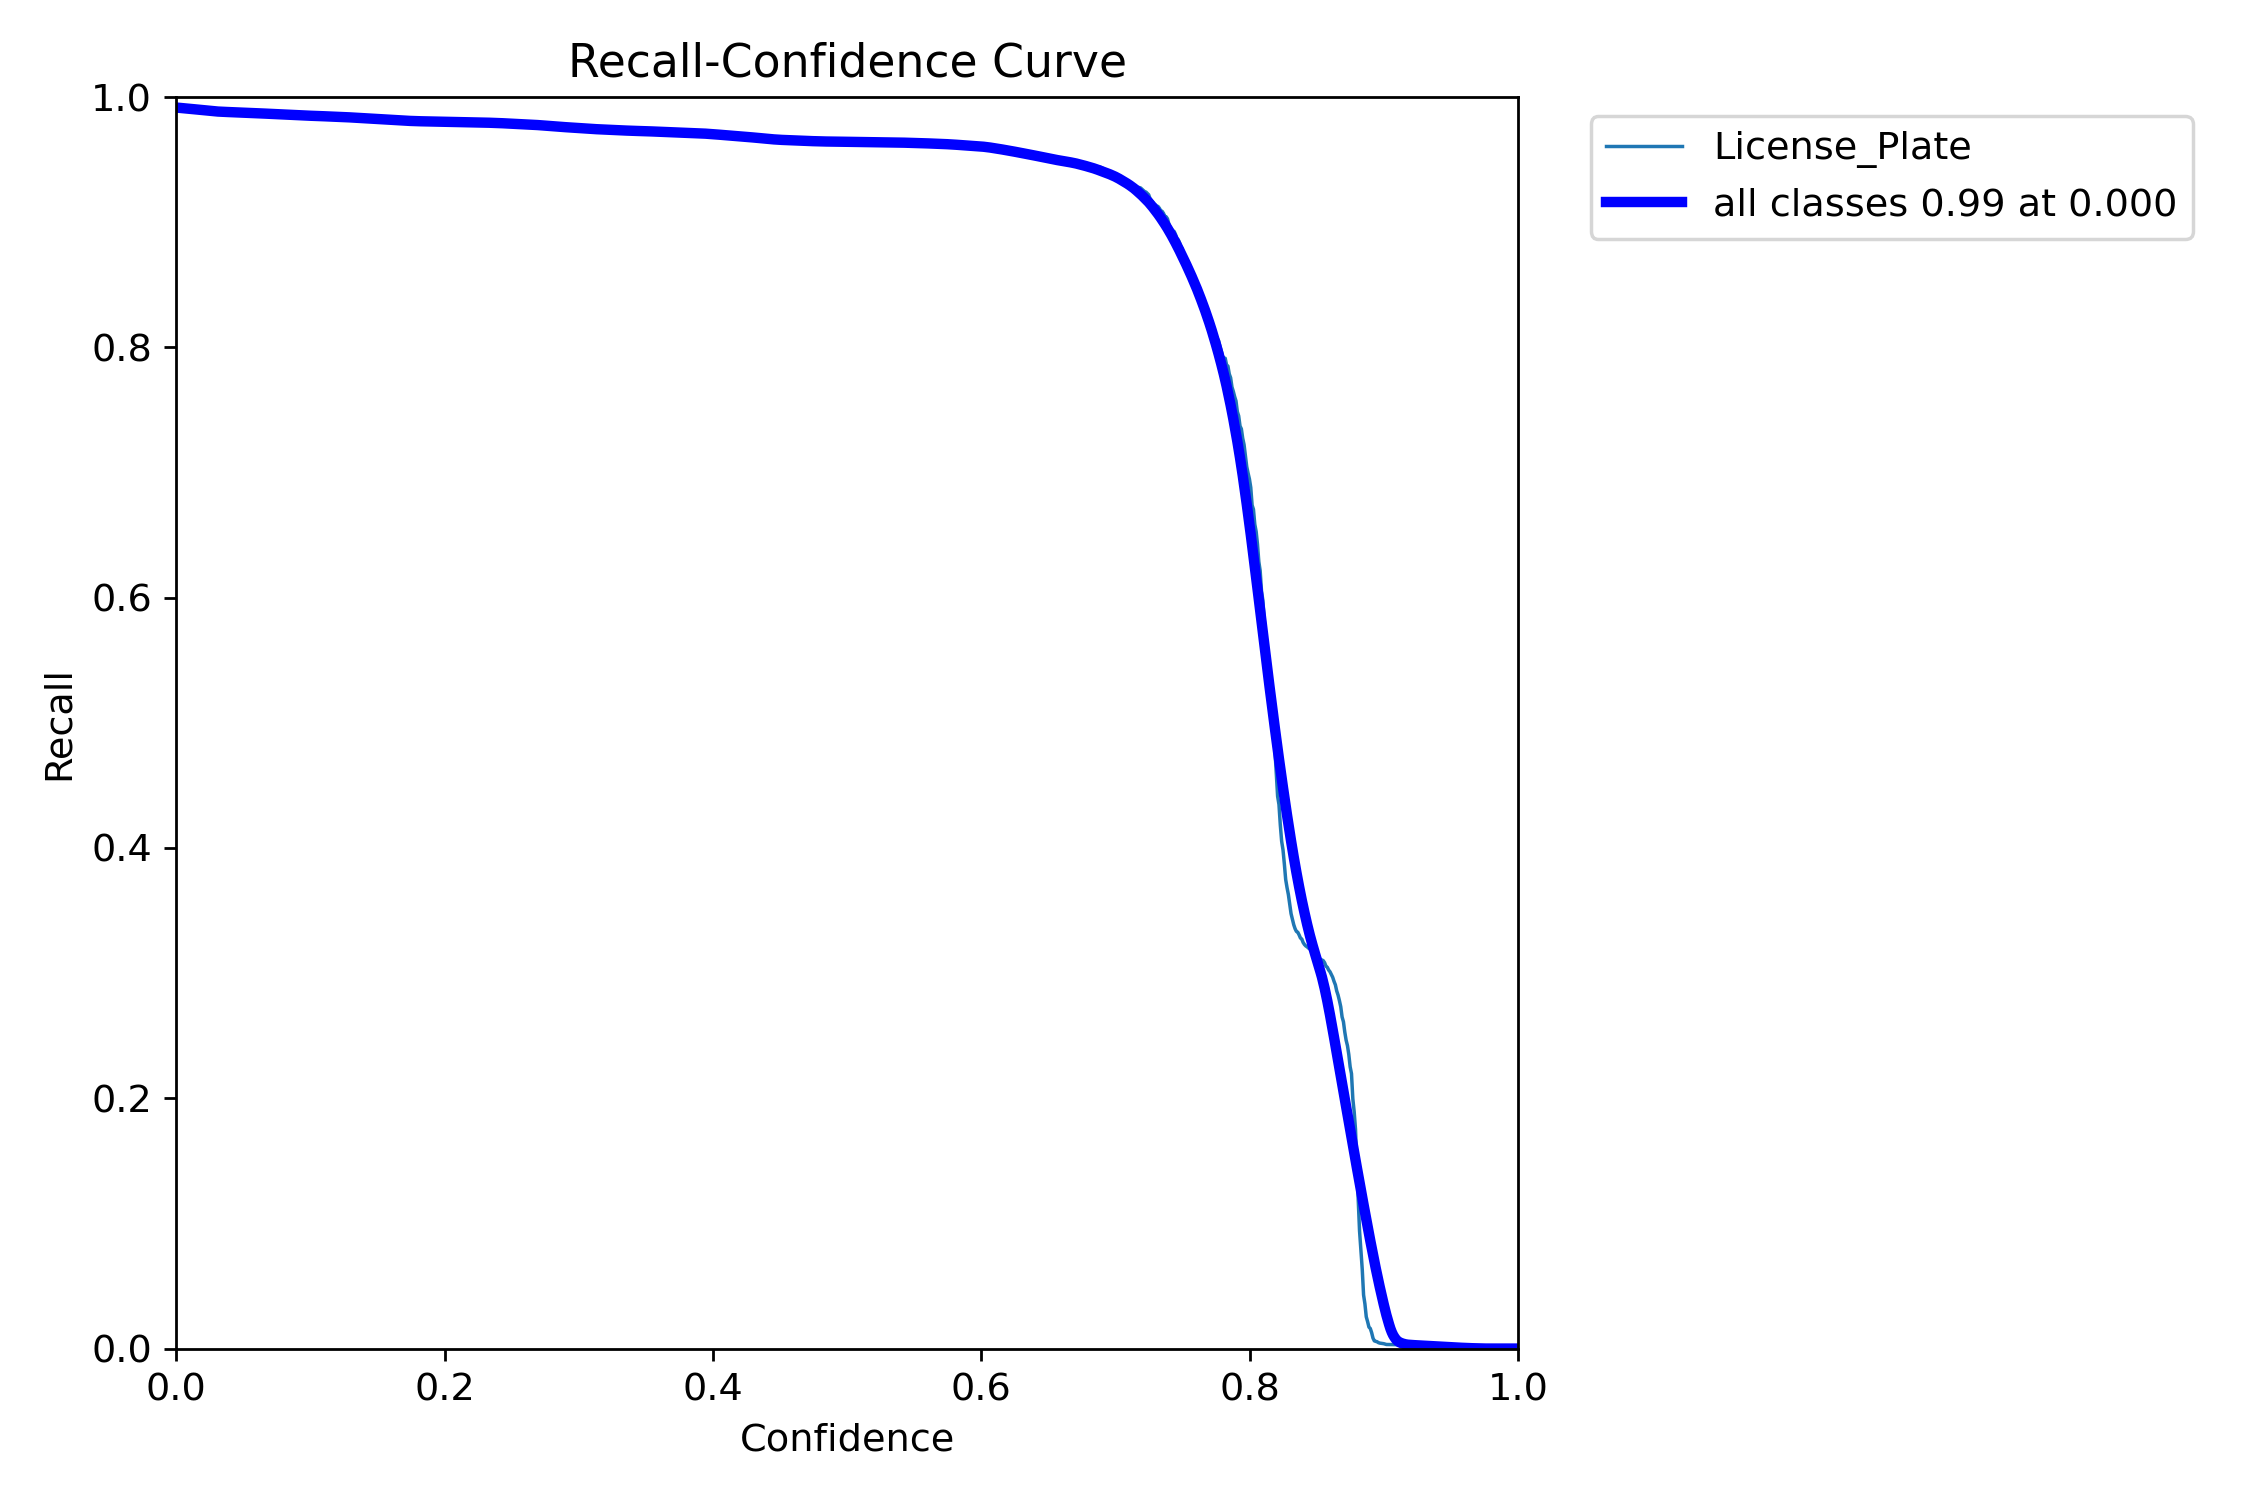 Recall-Confidence Curve
License_Plate
all classes 0.99 at 0.000
1.0
0.8
0.6
0.4
0.2
0.0
Recall
0.0 0.2 0.4 0.6 0.8 1.0
Confidence